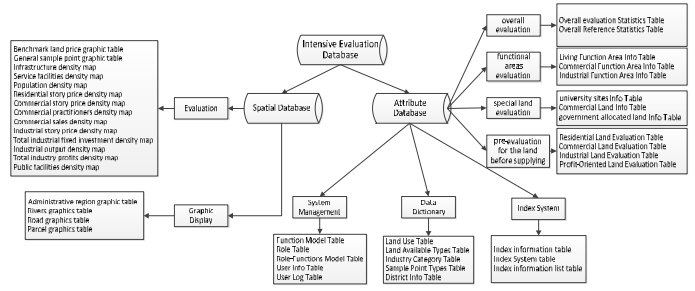 Intensive Evaluation
Database
Spatial Database
Attribute
Database
Evaluation
Benchmark land price graphic table
General sample point graphic table
Infrastructure density map
Service facilities density map
Population density map
Residential story price density map
Commercial story price density map
Commercial practitioners density map
Commercial sales density map
Industrial story price density map
Total industrial fixed investment density map
Industrial output density map
Total industry profits density map
Public facilities density map
Graphic
Display
Administrative region graphic table
Rivers graphics table
Road graphics table
Parcel graphics table
overall
evaluation
Overall evaluation Statistics Table
Overall Reference Statistics Table
functional
areas
evaluation
Living Function Area Info Table
Commercial Function Area Info Table
Industrial Function Area Info Table
special land
evaluation
university sites Info Table
Commercial Land Info Table
government allocated land Info Table
pre-evaluation
for the land
before supplying
Residential Land Evaluation Table
Commercial Land Evaluation Table
Industrial Land Evaluation Table
Profit-Oriented Land Evaluation Table
System
Management
Function Model Table
Role Table
Role-Functions Model Table
User Info Table
User Log Table
Data
Dictionary
Land Use Table
Land Available Types Table
Industry Category Table
Sample Point Types Table
District Info Table
Index System
Index information table
Index System table
Index information list table